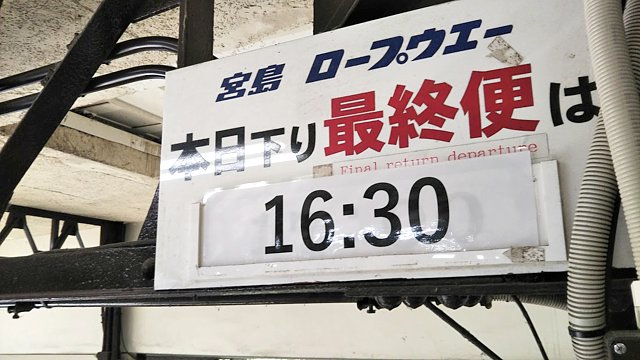 宮島 ロープウエー
本日下り最終便は
Final return departure
16:30